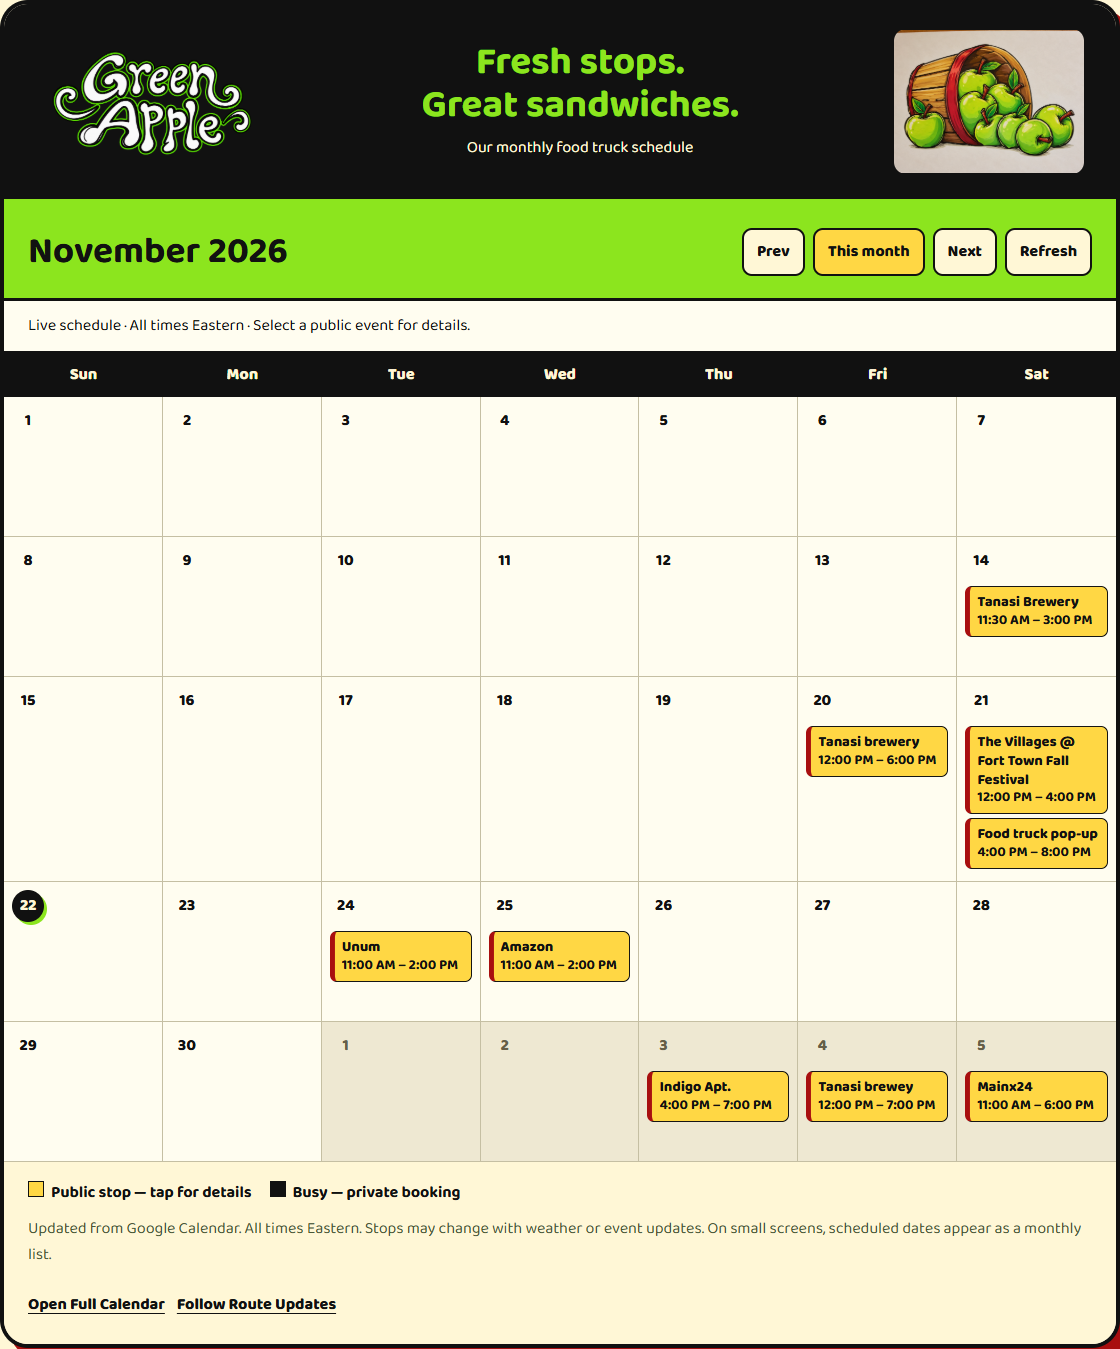 Green
Apple
Fresh stops.
Great sandwiches.
Our monthly food truck schedule
November 2026
Prev This month Next Refresh
Live schedule · All times Eastern · Select a public event for details.
Sun Mon Tue Wed Thu Fri Sat
1 2 3 4 5 6 7
8 9 10 11 12 13 14
Tanasi Brewery
11:30 AM – 3:00 PM
15 16 17 18 19 20 21
Tanasi brewery
12:00 PM – 6:00 PM
The Villages @
Fort Town Fall
Festival
12:00 PM – 4:00 PM
Food truck pop-up
4:00 PM – 8:00 PM
22 23 24 25 26 27 28
Unum
11:00 AM – 2:00 PM
Amazon
11:00 AM – 2:00 PM
29 30 1 2 3 4 5
Indigo Apt.
4:00 PM – 7:00 PM
Tanasi brewey
12:00 PM – 7:00 PM
Mainx24
11:00 AM – 6:00 PM
Public stop — tap for details Busy — private booking
Updated from Google Calendar. All times Eastern. Stops may change with weather or event updates. On small screens, scheduled dates appear as a monthly
list.
Open Full Calendar Follow Route Updates